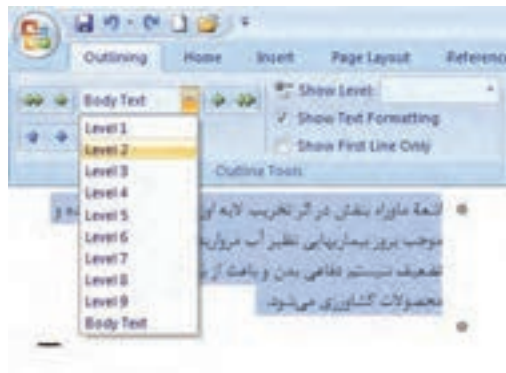 Outlining Home Insert Page Layout Reference
Body Text
Show Level:
Show Text Formatting
Show First Line Only
Outline Tools
Level 1
Level 2
Level 3
Level 4
Level 5
Level 6
Level 7
Level 8
Level 9
Body Text
اشعهٔ ماوراء بنفش در اثر تخریب لایه و
موجب بروز بیماریهایی نظیر آب
تضعیف سیستم دفاعی بدن و باعث از
محصولات کشاورزی می‌شود.